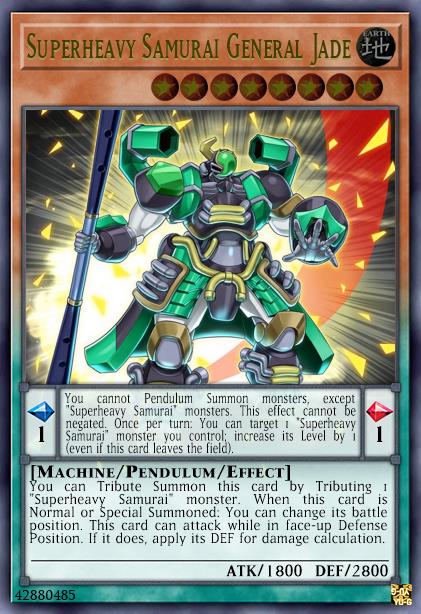 Superheavy Samurai General Jade
EARTH
地
You cannot Pendulum Summon monsters, except
"Superheavy Samurai" monsters. This effect cannot be
negated. Once per turn: You can target 1 "Superheavy
Samurai" monster you control; increase its Level by 1
(even if this card leaves the field).
1
1
[Machine/Pendulum/Effect]
You can Tribute Summon this card by Tributing 1
"Superheavy Samurai" monster. When this card is
Normal or Special Summoned: You can change its battle
position. This card can attack while in face-up Defense
Position. If it does, apply its DEF for damage calculation.
ATK/1800 DEF/2800
42880485